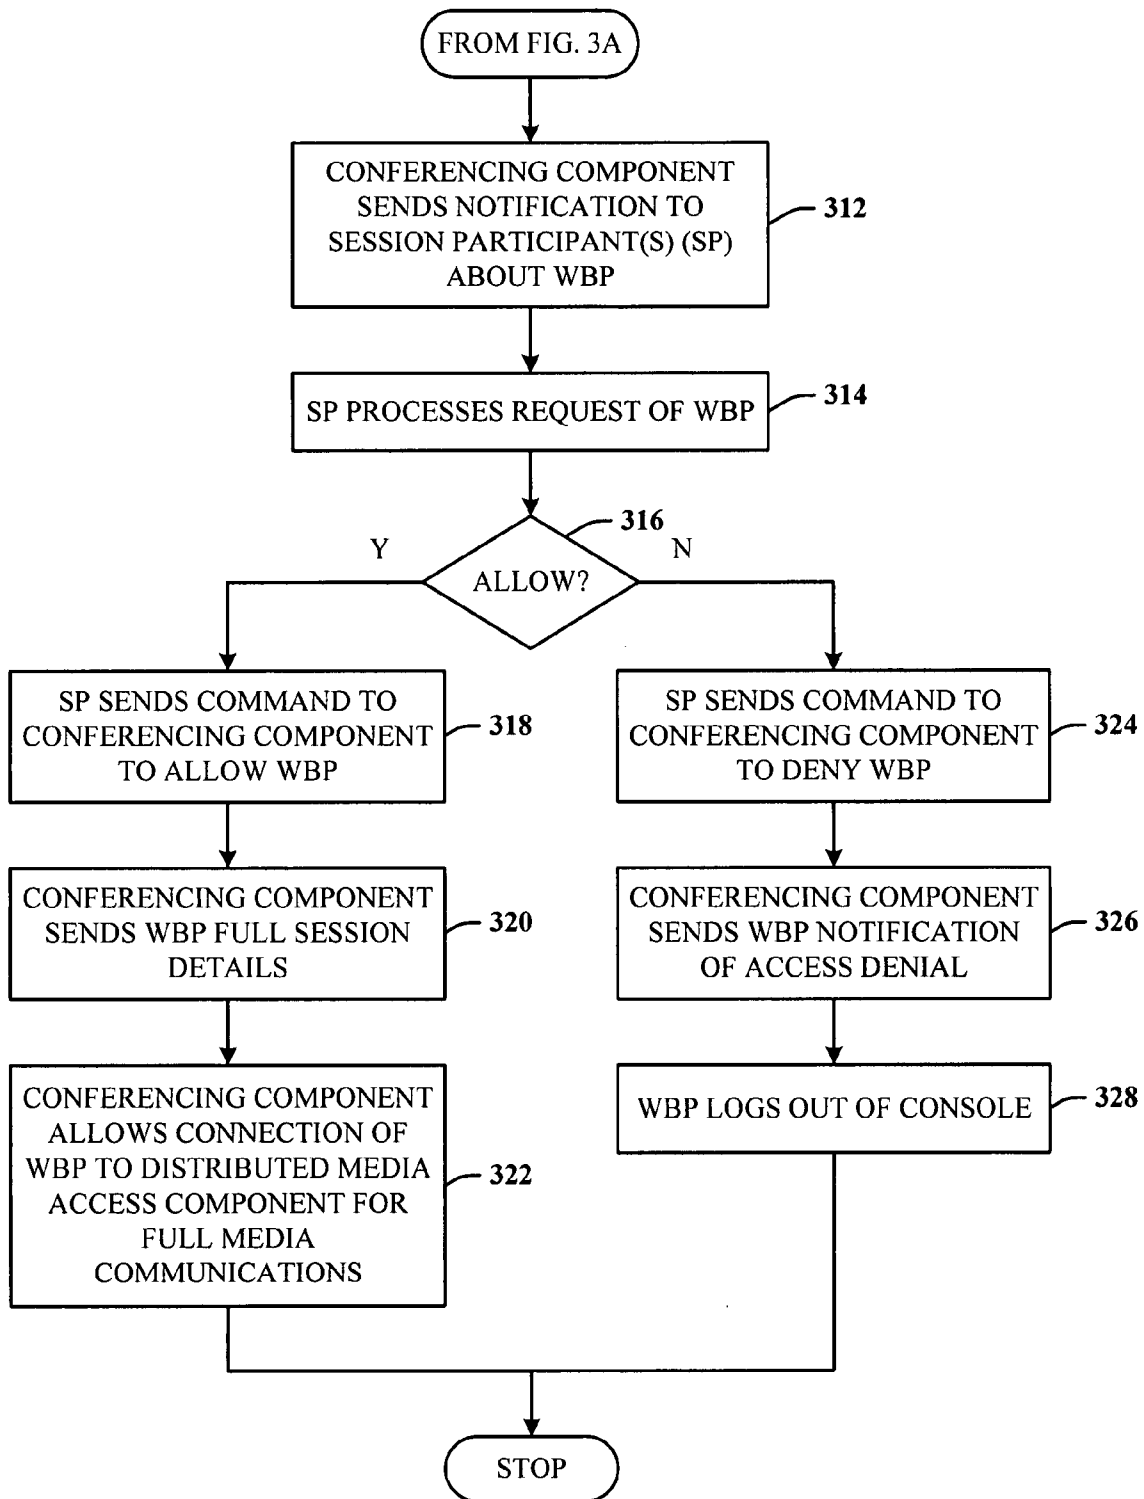 FROM FIG. 3A
CONFERENCING COMPONENT
SENDS NOTIFICATION TO
SESSION PARTICIPANT(S) (SP)
ABOUT WBP
312
SP PROCESSES REQUEST OF WBP
314
316
Y
N
ALLOW?
SP SENDS COMMAND TO
CONFERENCING COMPONENT
TO ALLOW WBP
318
SP SENDS COMMAND TO
CONFERENCING COMPONENT
TO DENY WBP
324
CONFERENCING COMPONENT
SENDS WBP FULL SESSION
DETAILS
320
CONFERENCING COMPONENT
SENDS WBP NOTIFICATION
OF ACCESS DENIAL
326
CONFERENCING COMPONENT
ALLOWS CONNECTION OF
WBP TO DISTRIBUTED MEDIA
ACCESS COMPONENT FOR
FULL MEDIA
COMMUNICATIONS
322
WBP LOGS OUT OF CONSOLE
328
STOP